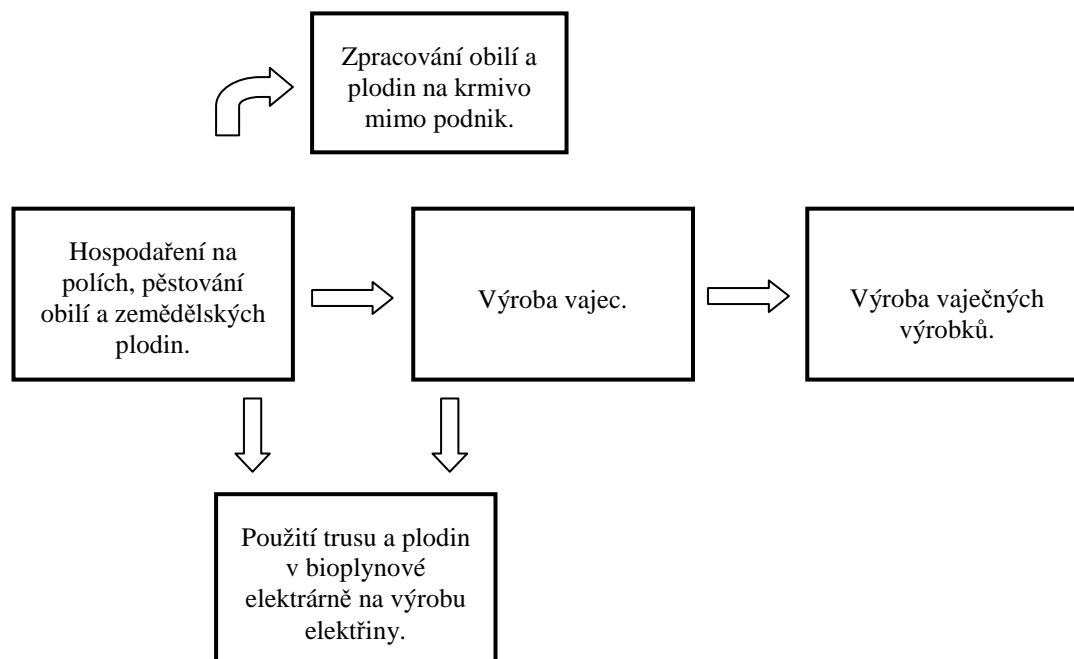 Zpracování obilí a
plodin na krmivo
mimo podnik.
Hospodaření na
polích, pěstování
obilí a zemědělských
plodin.
Výroba vajec.
Výroba vaječných
výrobků.
Použití trusu a plodin
v bioplynové
elektrárně na výrobu
elektřiny.